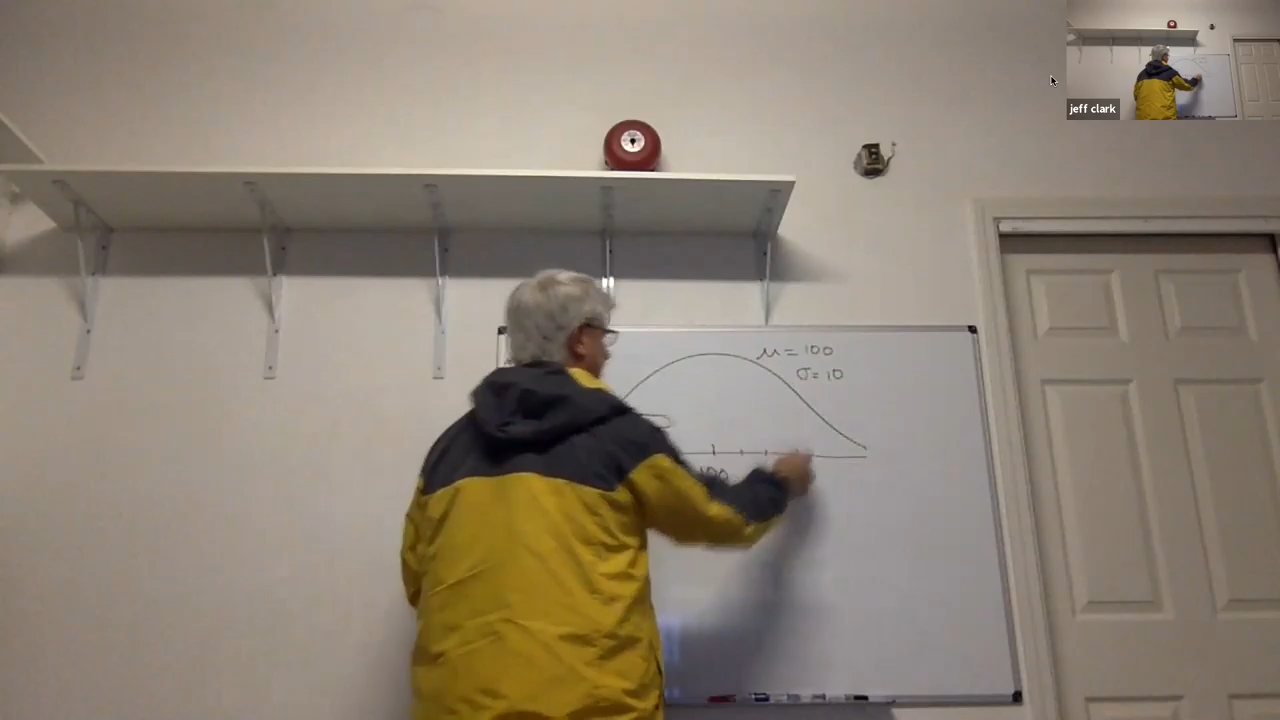 jeff clark
μ = 100
σ = 10
100